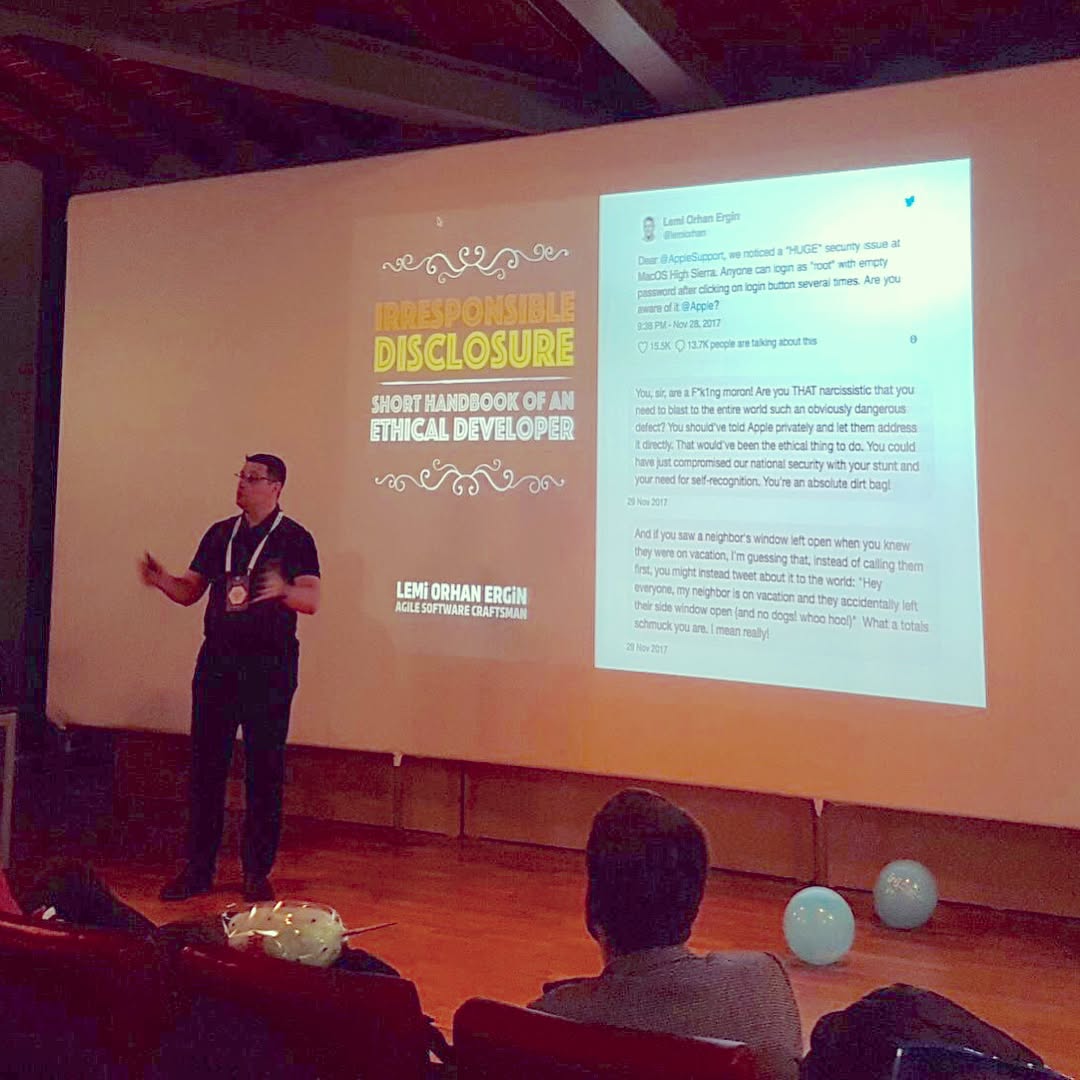 IRRESPONSIBLE
DISCLOSURE
SHORT HANDBOOK OF AN
ETHICAL DEVELOPER
LEMi ORHAN ERGiN
AGILE SOFTWARE CRAFTSMAN
Lemi Orhan Ergin
@lemiorhan
Dear @AppleSupport, we noticed a "HUGE" security issue at
MacOS High Sierra. Anyone can login as "root" with empty
password after clicking on login button several times. Are you
aware of it @Apple?
9:38 PM - Nov 28, 2017
15.5K 13.7K people are talking about this
You, sir, are a F*k1ng moron! Are you THAT narcissistic that you
need to blast to the entire world such an obviously dangerous
defect? You should've told Apple privately and let them address
it directly. That would've been the ethical thing to do. You could
have just compromised our national security with your stunt and
your need for self-recognition. You're an absolute dirt bag!
29 Nov 2017
And if you saw a neighbor's window left open when you knew
they were on vacation, I'm guessing that, instead of calling them
first, you might instead tweet about it to the world: "Hey
everyone, my neighbor is on vacation and they accidentally left
their side window open (and no dogs! whoo hoo!)" What a totals
schmuck you are. I mean really!
29 Nov 2017